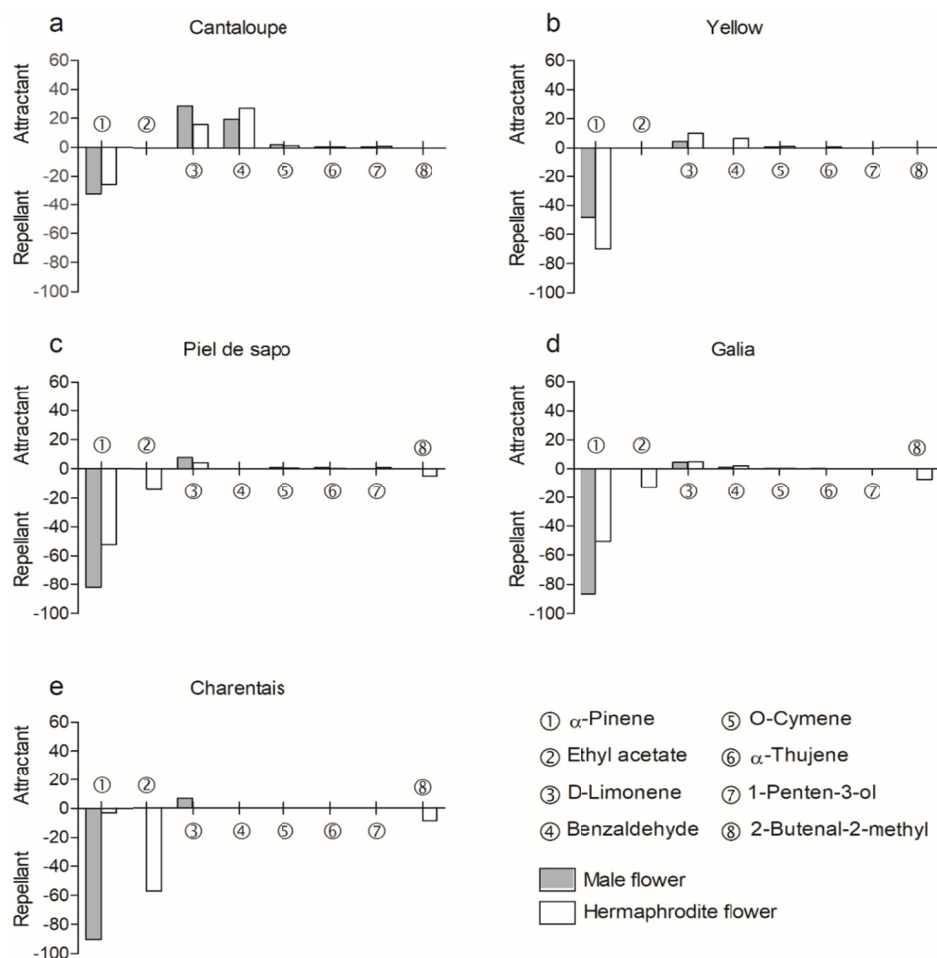 a
Cantaloupe
Attractant
Repellant
60
40
20
0
-20
-40
-60
-80
-100
① ② ③ ④ ⑤ ⑥ ⑦ ⑧
b
Yellow
Attractant
Repellant
60
40
20
0
-20
-40
-60
-80
-100
① ② ③ ④ ⑤ ⑥ ⑦ ⑧
c
Piel de sapo
Attractant
Repellant
60
40
20
0
-20
-40
-60
-80
-100
① ② ③ ④ ⑤ ⑥ ⑦ ⑧
d
Galia
Attractant
Repellant
60
40
20
0
-20
-40
-60
-80
-100
① ② ③ ④ ⑤ ⑥ ⑦ ⑧
e
Charentais
Attractant
Repellant
60
40
20
0
-20
-40
-60
-80
-100
① ② ③ ④ ⑤ ⑥ ⑦ ⑧
① α-Pinene
② Ethyl acetate
③ D-Limonene
④ Benzaldehyde
⑤ O-Cymene
⑥ α-Thujene
⑦ 1-Penten-3-ol
⑧ 2-Butenal-2-methyl
Male flower
Hermaphrodite flower